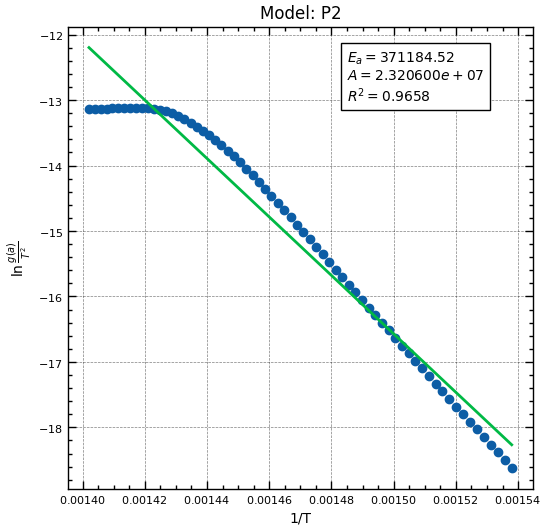 Model: P2
E_a = 371184.52
A = 2.320600e + 07
R^2 = 0.9658
−12
−13
−14
−15
−16
−17
−18
ln g(a)/T^2
0.00140 0.00142 0.00144 0.00146 0.00148 0.00150 0.00152 0.00154
1/T